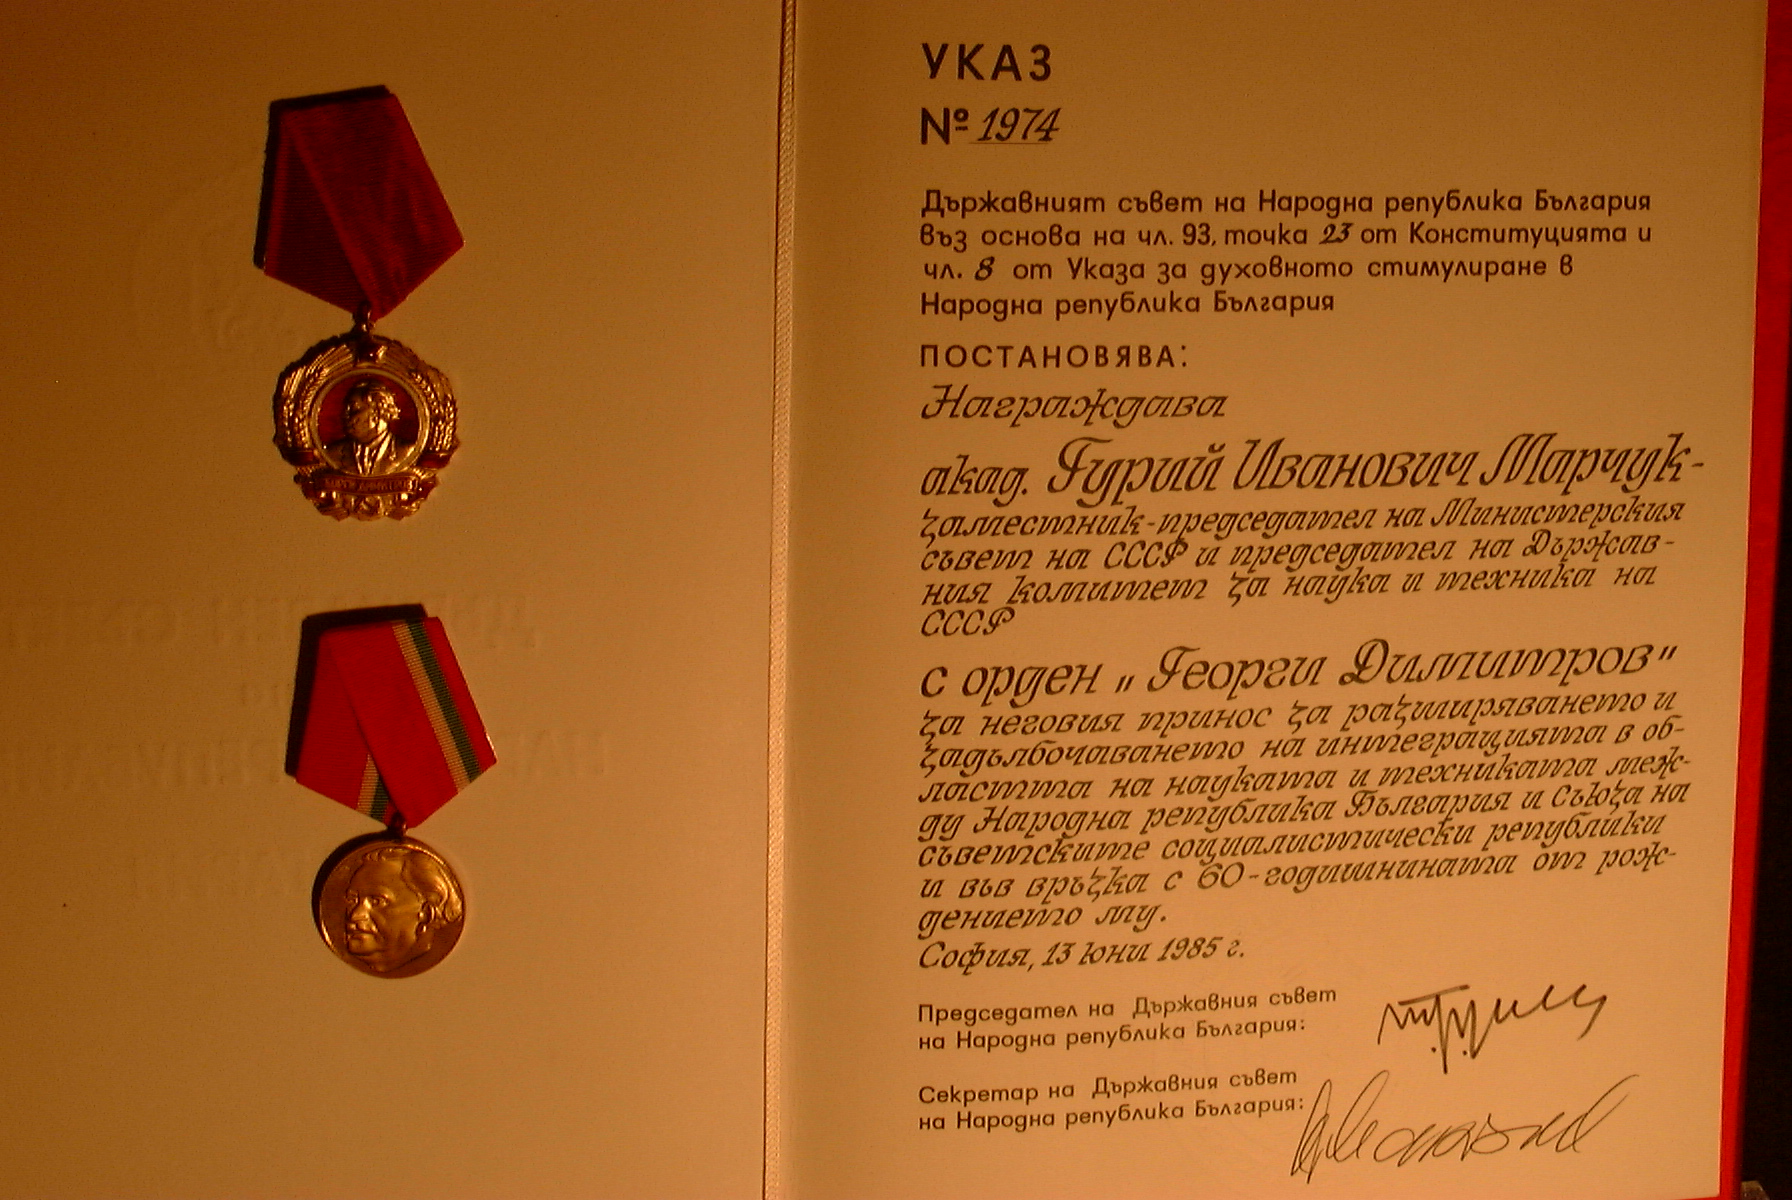 ГЕОРГИ ДИМИТРОВ
УКАЗ
№ 1974
Държавният съвет на Народна република България
въз основа на чл. 93, точка 23 от Конституцията и
чл. 8 от Указа за духовното стимулиране в
Народна република България
ПОСТАНОВЯВА:
Награждава
акад. Гурий Иванович Марчук-
заместник-председател на Министерския
съвет на СССР и председател на Държав-
ния комитет за наука и техника на
СССР
с орден „Георги Димитров"
за неговия принос за разширяването и
задълбочаването на интеграцията в об-
ластта на науката и техниката меж-
ду Народна република България и Съюза на
съветските социалистически републики
и във връзка с 60-годишнината от рож-
дението му.
София, 13 юни 1985 г.
Председател на Държавния съвет
на Народна република България:
Секретар на Държавния съвет
на Народна република България: